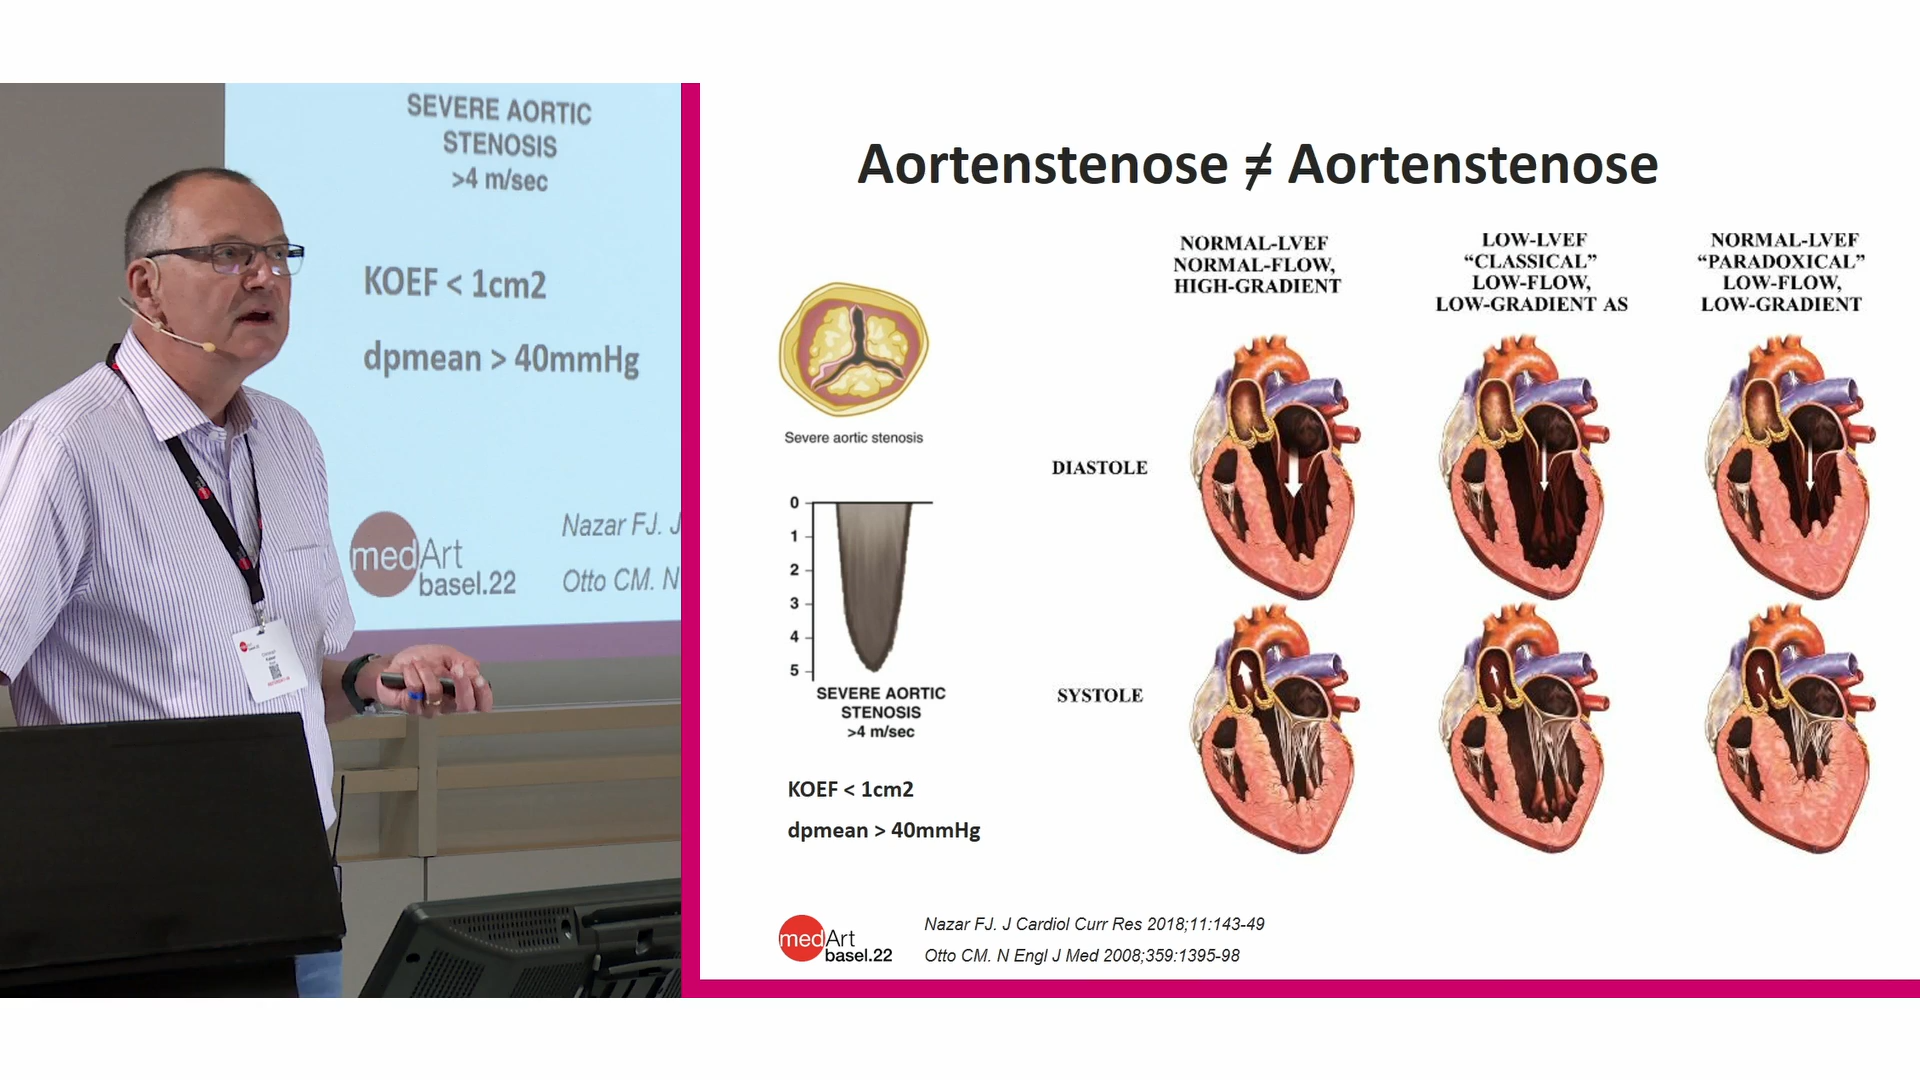 SEVERE AORTIC
STENOSIS
>4 m/sec
KOEF < 1cm2
dpmean > 40mmHg
medArt
basel.22
Nazar FJ. J
Otto CM. N
Aortenstenose ≠ Aortenstenose
Severe aortic stenosis
0
1
2
3
4
5
SEVERE AORTIC
STENOSIS
>4 m/sec
KOEF < 1cm2
dpmean > 40mmHg
NORMAL-LVEF
NORMAL-FLOW,
HIGH-GRADIENT
LOW-LVEF
“CLASSICAL”
LOW-FLOW,
LOW-GRADIENT AS
NORMAL-LVEF
“PARADOXICAL”
LOW-FLOW,
LOW-GRADIENT
DIASTOLE
SYSTOLE
medArt
basel.22
Nazar FJ. J Cardiol Curr Res 2018;11:143-49
Otto CM. N Engl J Med 2008;359:1395-98